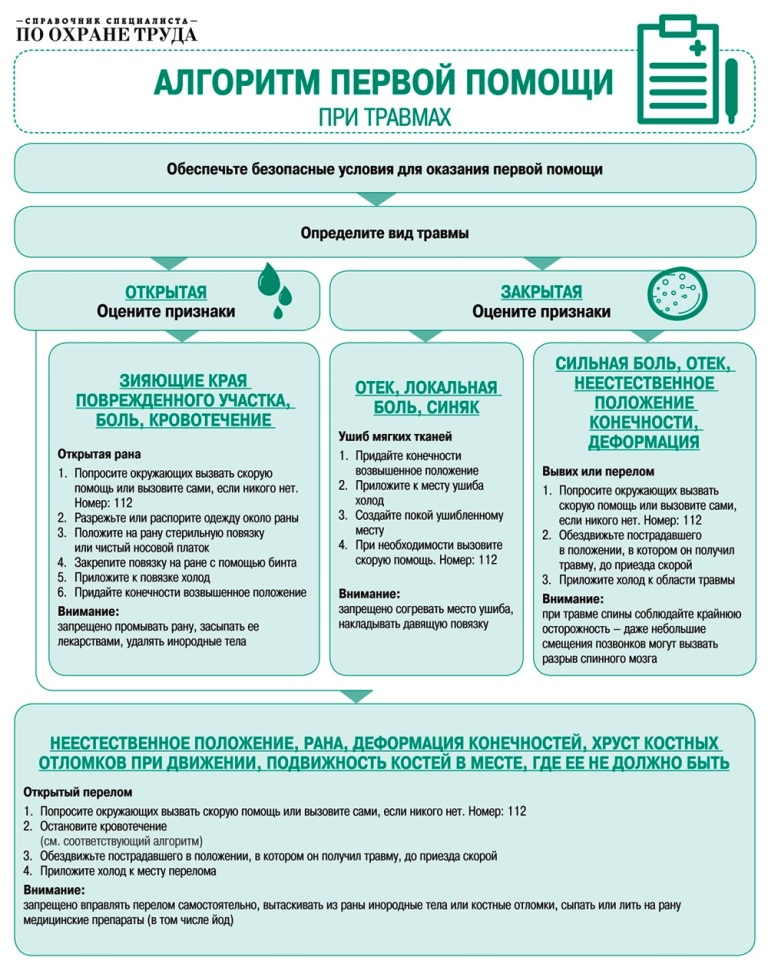 СПРАВОЧНИК СПЕЦИАЛИСТА
ПО ОХРАНЕ ТРУДА
АЛГОРИТМ ПЕРВОЙ ПОМОЩИ
ПРИ ТРАВМАХ
Обеспечьте безопасные условия для оказания первой помощи
Определите вид травмы
ОТКРЫТАЯ
Оцените признаки
ЗАКРЫТАЯ
Оцените признаки
ЗИЯЮЩИЕ КРАЯ
ПОВРЕЖДЕННОГО УЧАСТКА,
БОЛЬ, КРОВОТЕЧЕНИЕ
Открытая рана
1. Попросите окружающих вызвать скорую
помощь или вызовите сами, если никого нет.
Номер: 112
2. Разрежьте или распорите одежду около раны
3. Положите на рану стерильную повязку
или чистый носовой платок
4. Закрепите повязку на ране с помощью бинта
5. Приложите к повязке холод
6. Придайте конечности возвышенное положение
Внимание:
запрещено промывать рану, засыпать ее
лекарствами, удалять инородные тела
ОТЕК, ЛОКАЛЬНАЯ
БОЛЬ, СИНЯК
Ушиб мягких тканей
1. Придайте конечности
возвышенное положение
2. Приложите к месту ушиба
холод
3. Создайте покой ушибленному
месту
4. При необходимости вызовите
скорую помощь. Номер: 112
Внимание:
запрещено согревать место ушиба,
накладывать давящую повязку
СИЛЬНАЯ БОЛЬ, ОТЕК,
НЕЕСТЕСТВЕННОЕ
ПОЛОЖЕНИЕ
КОНЕЧНОСТИ,
ДЕФОРМАЦИЯ
Вывих или перелом
1. Попросите окружающих вызвать
скорую помощь или вызовите сами,
если никого нет. Номер: 112
2. Обездвижьте пострадавшего
в положении, в котором он получил
травму, до приезда скорой
3. Приложите холод к области травмы
Внимание:
при травме спины соблюдайте крайнюю
осторожность – даже небольшие
смещения позвонков могут вызвать
разрыв спинного мозга
НЕЕСТЕСТВЕННОЕ ПОЛОЖЕНИЕ, РАНА, ДЕФОРМАЦИЯ КОНЕЧНОСТЕЙ, ХРУСТ КОСТНЫХ
ОТЛОМКОВ ПРИ ДВИЖЕНИИ, ПОДВИЖНОСТЬ КОСТЕЙ В МЕСТЕ, ГДЕ ЕЕ НЕ ДОЛЖНО БЫТЬ
Открытый перелом
1. Попросите окружающих вызвать скорую помощь или вызовите сами, если никого нет. Номер: 112
2. Остановите кровотечение
(см. соответствующий алгоритм)
3. Обездвижьте пострадавшего в положении, в котором он получил травму, до приезда скорой
4. Приложите холод к месту перелома
Внимание:
запрещено вправлять перелом самостоятельно, вытаскивать из раны инородные тела или костные отломки, сыпать или лить на рану
медицинские препараты (в том числе йод)